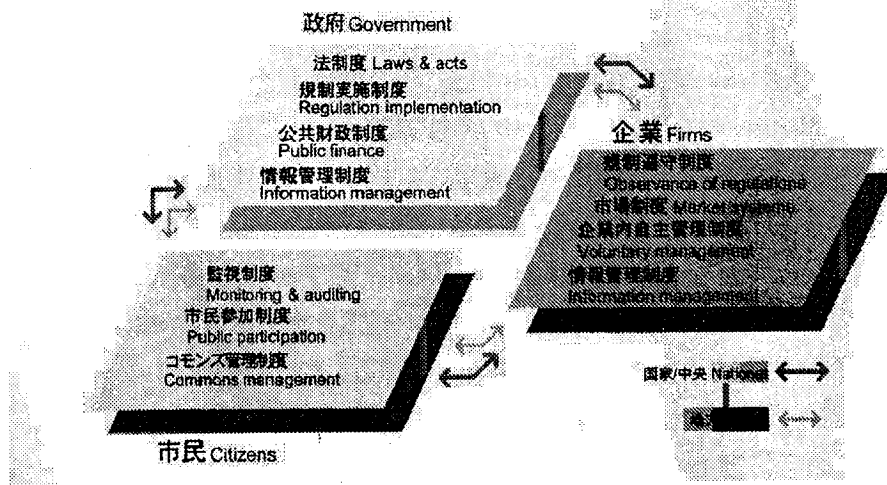 政府 Government
法制度 Laws & acts
規制実施制度
Regulation implementation
公共財政制度
Public finance
情報管理制度
Information management
企業 Firms
規制遵守制度
Observance of regulations
市場制度 Market systems
企業内自主管理制度
Voluntary management
情報管理制度
Information management
監視制度
Monitoring & auditing
市民参加制度
Public participation
コモンズ管理制度
Commons management
市民 Citizens
国家/中央 National